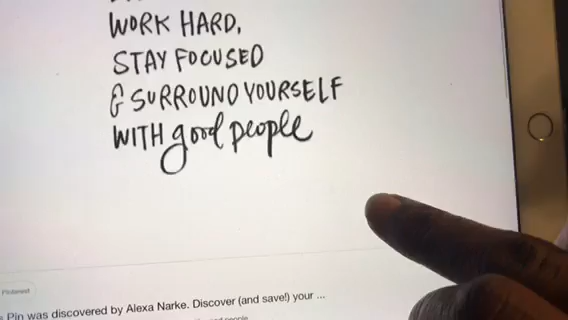 WORK HARD,
STAY FOCUSED
& SURROUND YOURSELF
WITH good people
Pinterest
Pin was discovered by Alexa Narke. Discover (and save!) your ...
people